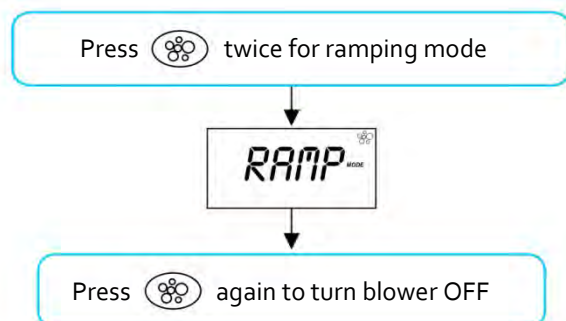 Press twice for ramping mode
RAMP MODE
Press again to turn blower OFF